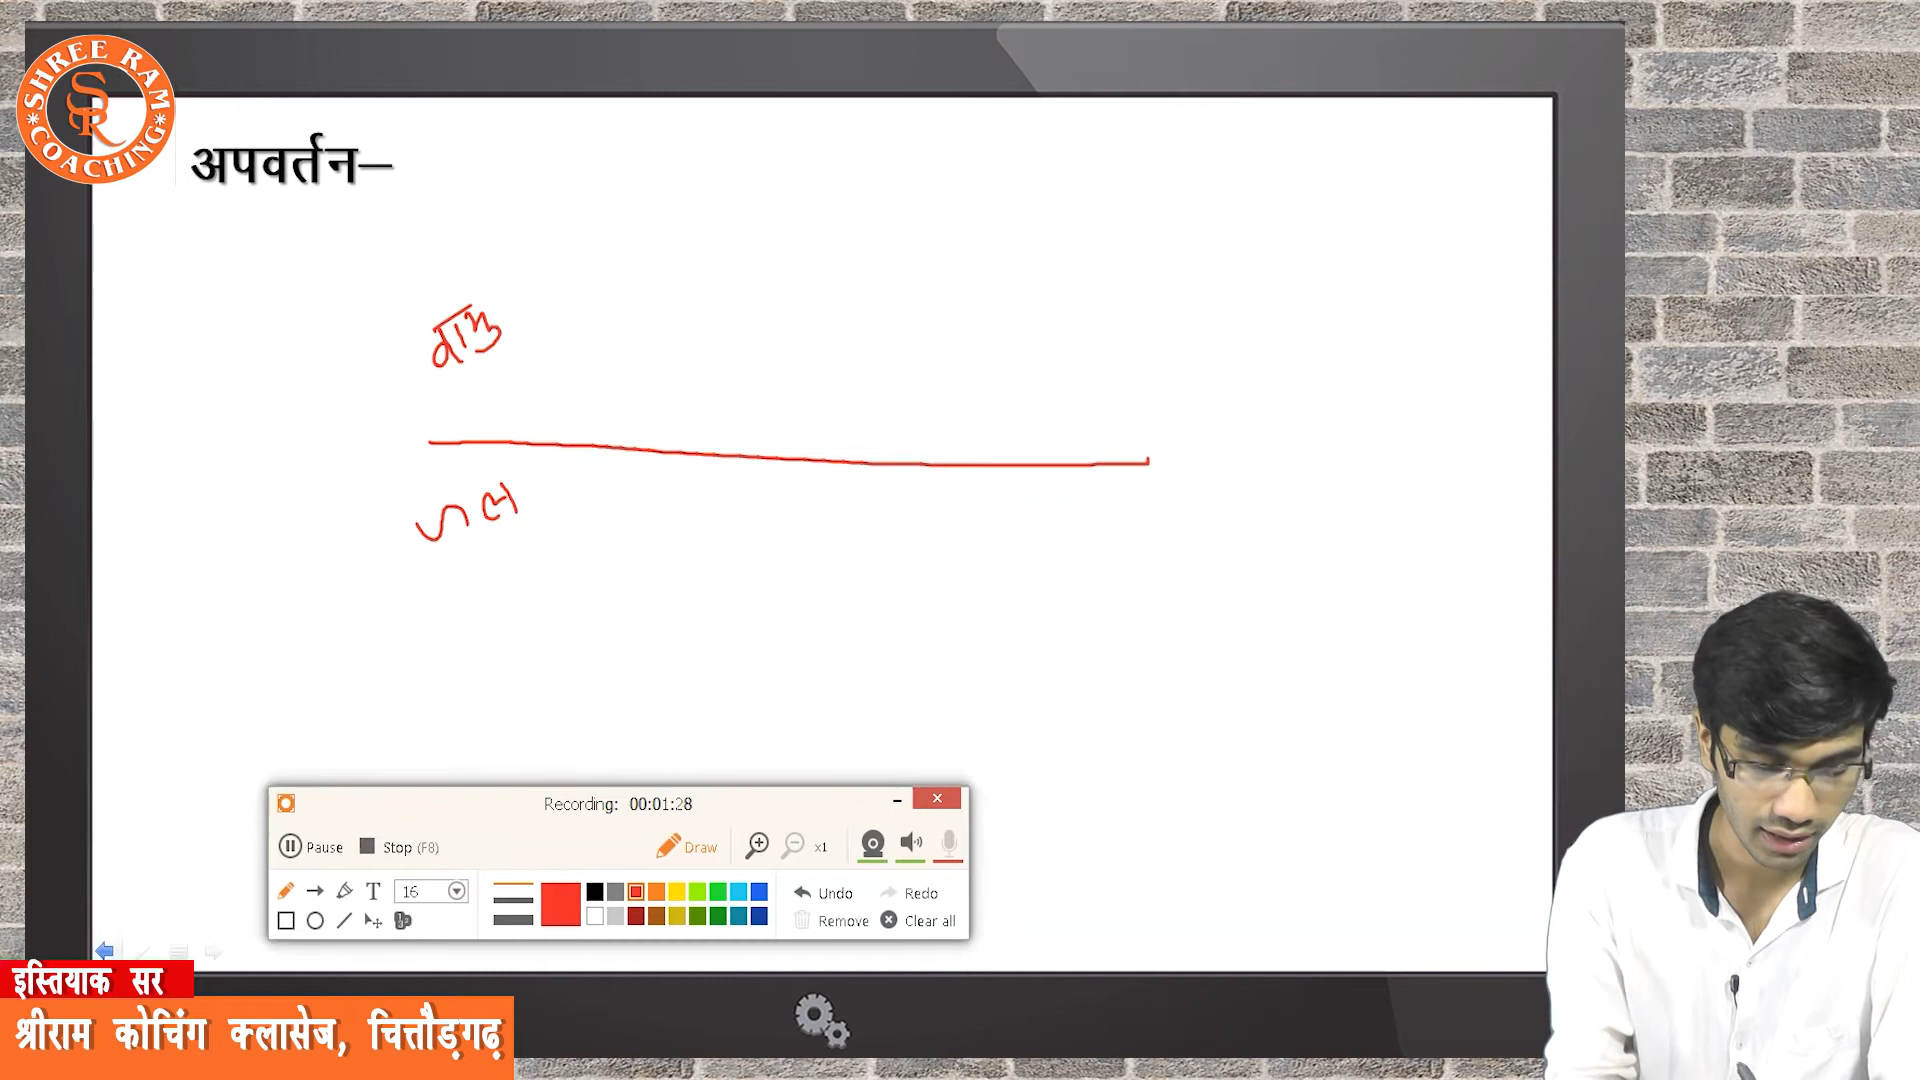 SHREE RAM
COACHING
SRC
अपवर्तन–
वायु
जल
Recording: 00:01:28
Pause Stop (F8) Draw x1
T 16 Undo Redo
Remove Clear all
इस्तियाक सर
श्रीराम कोचिंग क्लासेज, चित्तौड़गढ़